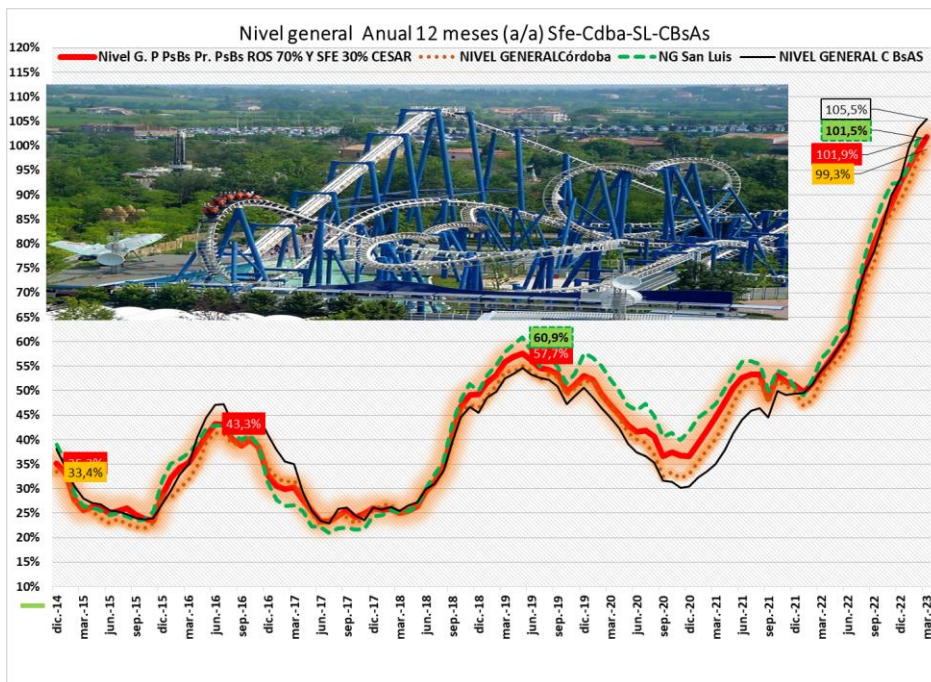 Nivel general Anual 12 meses (a/a) Sfe-Cdba-SL-CBsAs
Nivel G. P PsBs Pr. PsBs ROS 70% Y SFE 30% CESAR
NIVEL GENERALCórdoba
NG San Luis
NIVEL GENERAL C BsAS
120%
115%
110%
105%
100%
95%
90%
85%
80%
75%
70%
65%
60%
55%
50%
45%
40%
35%
30%
25%
20%
15%
10%
105,5%
101,5%
101,9%
99,3%
60,9%
57,7%
43,3%
33,4%
dic.-14
mar.-15
jun.-15
sep.-15
dic.-15
mar.-16
jun.-16
sep.-16
dic.-16
mar.-17
jun.-17
sep.-17
dic.-17
mar.-18
jun.-18
sep.-18
dic.-18
mar.-19
jun.-19
sep.-19
dic.-19
mar.-20
jun.-20
sep.-20
dic.-20
mar.-21
jun.-21
sep.-21
dic.-21
mar.-22
jun.-22
sep.-22
dic.-22
mar.-23